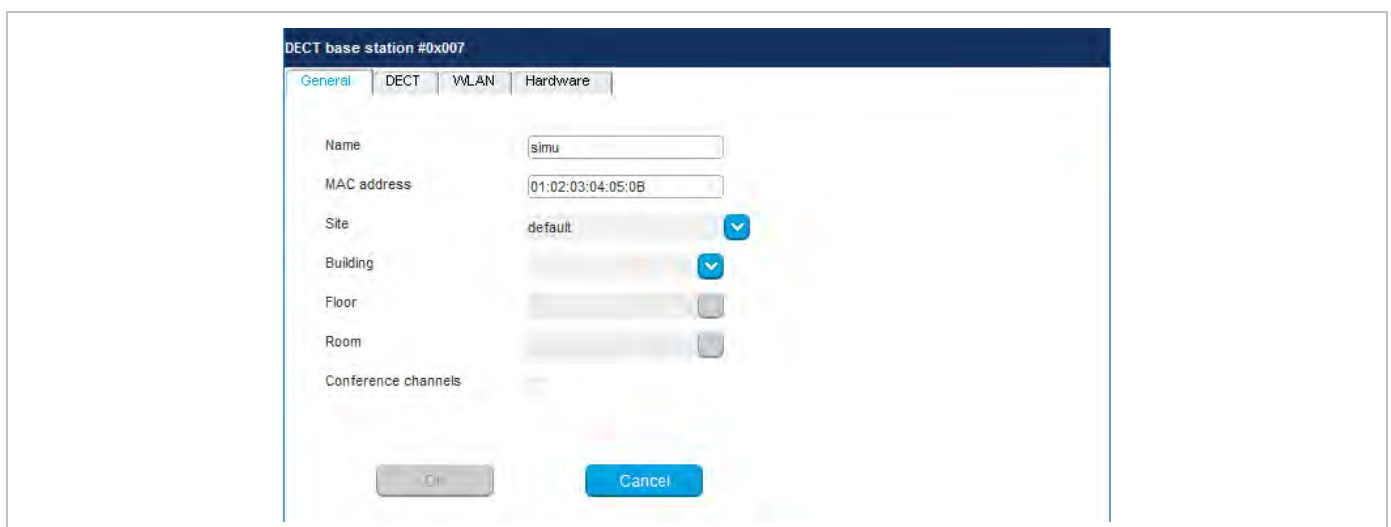 DECT base station #0x007
General DECT WLAN Hardware
Name simu
MAC address 01:02:03:04:05:0B
Site default
Building
Floor
Room
Conference channels
OK Cancel